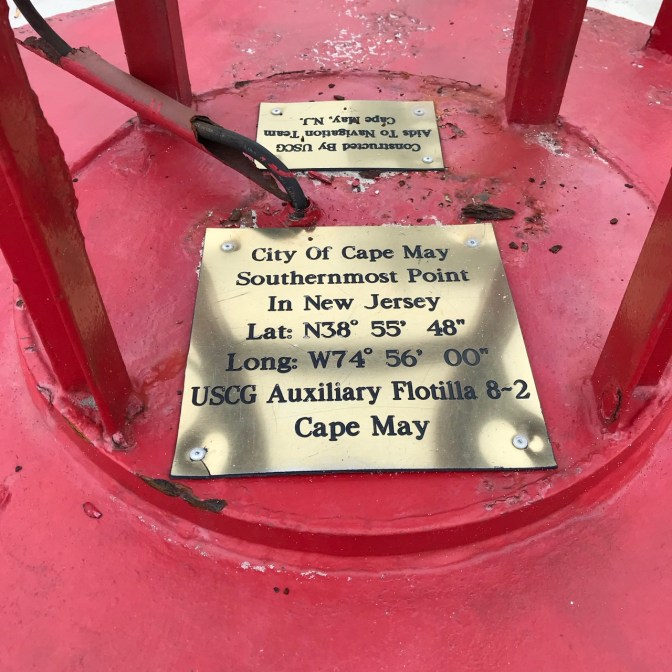 Constructed By USCG
Aids To Navigation Team
Cape May, N.J.
City Of Cape May
Southernmost Point
In New Jersey
Lat: N38° 55' 48"
Long: W74° 56' 00"
USCG Auxiliary Flotilla 8~2
Cape May